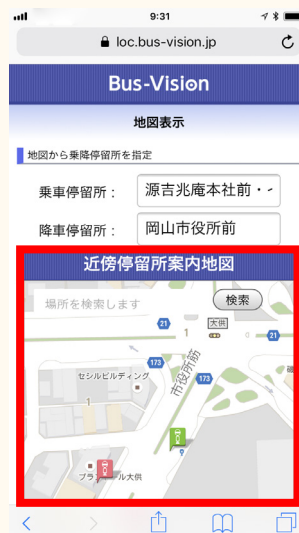 9:31
loc.bus-vision.jp
Bus-Vision
地図表示
地図から乗降停留所を指定
乗車停留所：
源吉兆庵本社前・
降車停留所：
岡山市役所前
近傍停留所案内地図
場所を検索します
検索
21
大供
1
21
173
市役所筋
173
セシルビルディング
1
大供